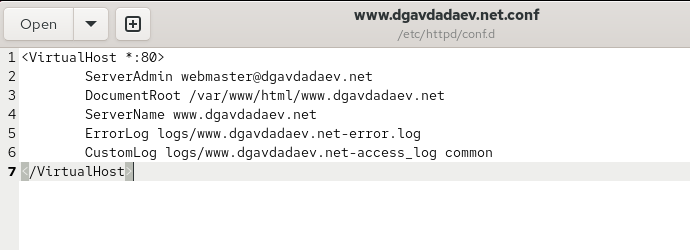 Open
www.dgavdadaev.net.conf
/etc/httpd/conf.d
1 <VirtualHost *:80>
2 ServerAdmin webmaster@dgavdadaev.net
3 DocumentRoot /var/www/html/www.dgavdadaev.net
4 ServerName www.dgavdadaev.net
5 ErrorLog logs/www.dgavdadaev.net-error.log
6 CustomLog logs/www.dgavdadaev.net-access_log common
7 </VirtualHost>